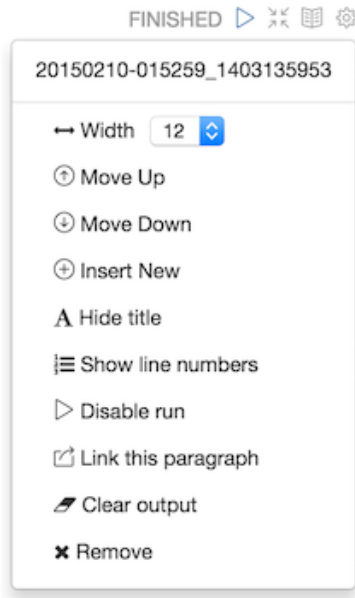 FINISHED
20150210-015259_1403135953
Width 12
Move Up
Move Down
Insert New
A Hide title
Show line numbers
Disable run
Link this paragraph
Clear output
Remove